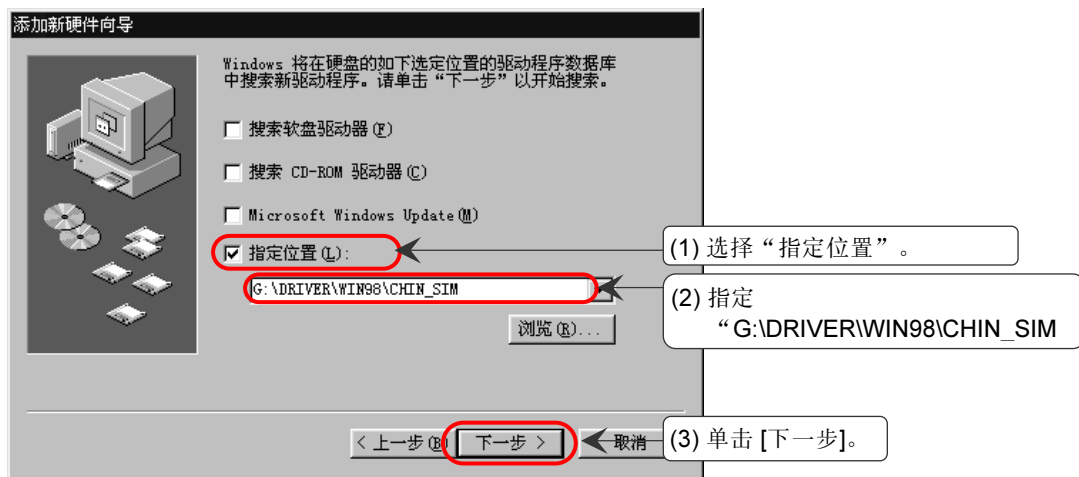 添加新硬件向导
Windows 将在硬盘的如下选定位置的驱动程序数据库
中搜索新驱动程序。请单击“下一步”以开始搜索。
搜索软盘驱动器(F)
搜索 CD-ROM 驱动器(C)
Microsoft Windows Update(M)
指定位置(L):
G:\DRIVER\WIN98\CHIN_SIM
浏览(R)...
< 上一步(B) 下一步 > 取消
(1) 选择“指定位置”。
(2) 指定
“G:\DRIVER\WIN98\CHIN_SIM
(3) 单击 [下一步]。